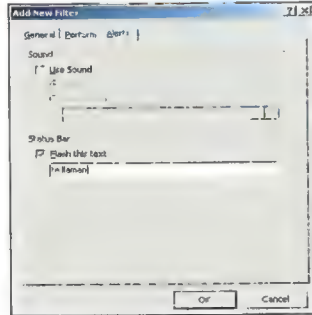 Add New Filter
General Perform Alerts
Sound
Use Sound
Status Bar
Flash this text
OK Cancel